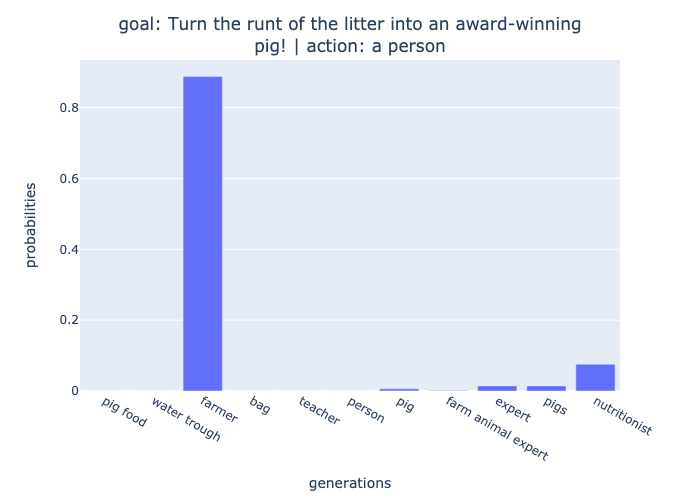 goal: Turn the runt of the litter into an award-winning
pig! | action: a person
probabilities
0.8
0.6
0.4
0.2
0
pig food
water trough
farmer
bag
teacher
person
pig
farm animal expert
expert
pigs
nutritionist
generations